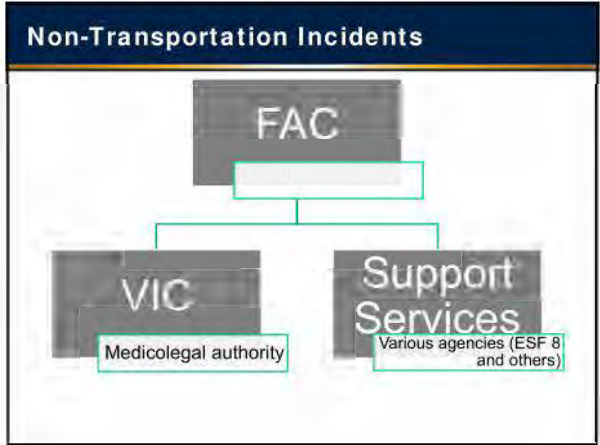 Non-Transportation Incidents
FAC
VIC
Medicolegal authority
Support
Services
Various agencies (ESF 8
and others)